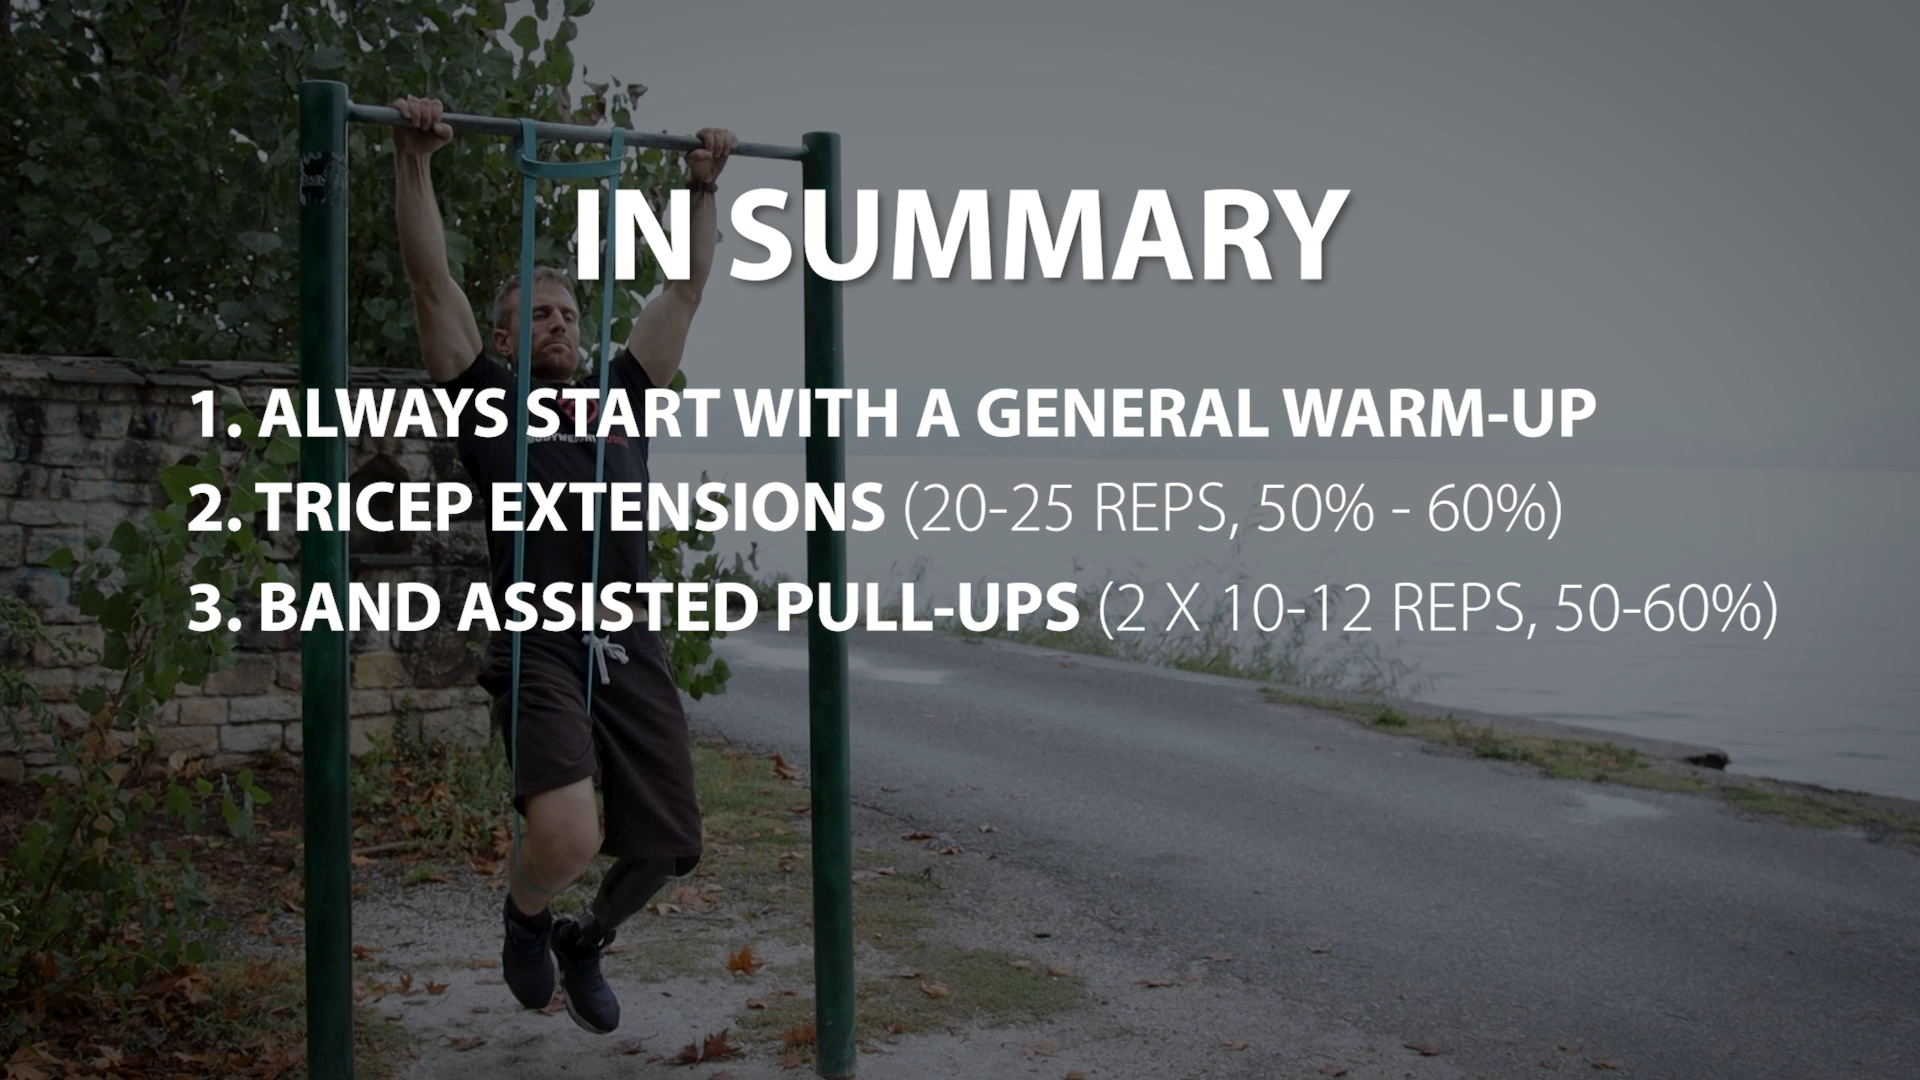 IN SUMMARY
1. ALWAYS START WITH A GENERAL WARM-UP
2. TRICEP EXTENSIONS (20-25 REPS, 50% - 60%)
3. BAND ASSISTED PULL-UPS (2 X 10-12 REPS, 50-60%)